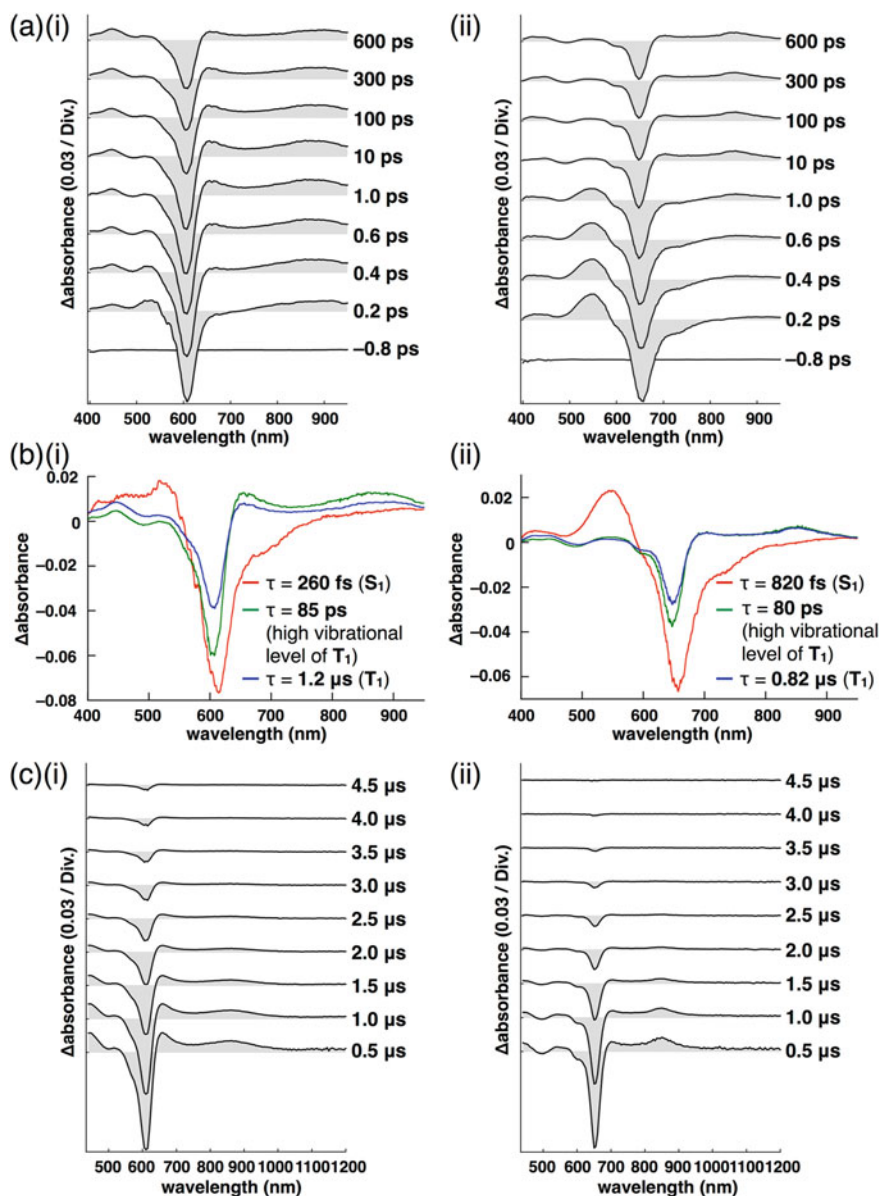 (a)(i)
600 ps
300 ps
100 ps
10 ps
1.0 ps
0.6 ps
0.4 ps
0.2 ps
−0.8 ps
Δabsorbance (0.03 / Div.)
400 500 600 700 800 900
wavelength (nm)
(ii)
600 ps
300 ps
100 ps
10 ps
1.0 ps
0.6 ps
0.4 ps
0.2 ps
−0.8 ps
Δabsorbance (0.03 / Div.)
400 500 600 700 800 900
wavelength (nm)
(b)(i)
0.02
0
−0.02
−0.04
−0.06
−0.08
Δabsorbance
τ = 260 fs (S₁)
τ = 85 ps
(high vibrational
level of T₁)
τ = 1.2 μs (T₁)
400 500 600 700 800 900
wavelength (nm)
(ii)
0.02
0
−0.02
−0.04
−0.06
Δabsorbance
τ = 820 fs (S₁)
τ = 80 ps
(high vibrational
level of T₁)
τ = 0.82 μs (T₁)
400 500 600 700 800 900
wavelength (nm)
(c)(i)
4.5 μs
4.0 μs
3.5 μs
3.0 μs
2.5 μs
2.0 μs
1.5 μs
1.0 μs
0.5 μs
Δabsorbance (0.03 / Div.)
500 600 700 800 900 1000 1100 1200
wavelength (nm)
(ii)
4.5 μs
4.0 μs
3.5 μs
3.0 μs
2.5 μs
2.0 μs
1.5 μs
1.0 μs
0.5 μs
Δabsorbance (0.03 / Div.)
500 600 700 800 900 1000 1100 1200
wavelength (nm)